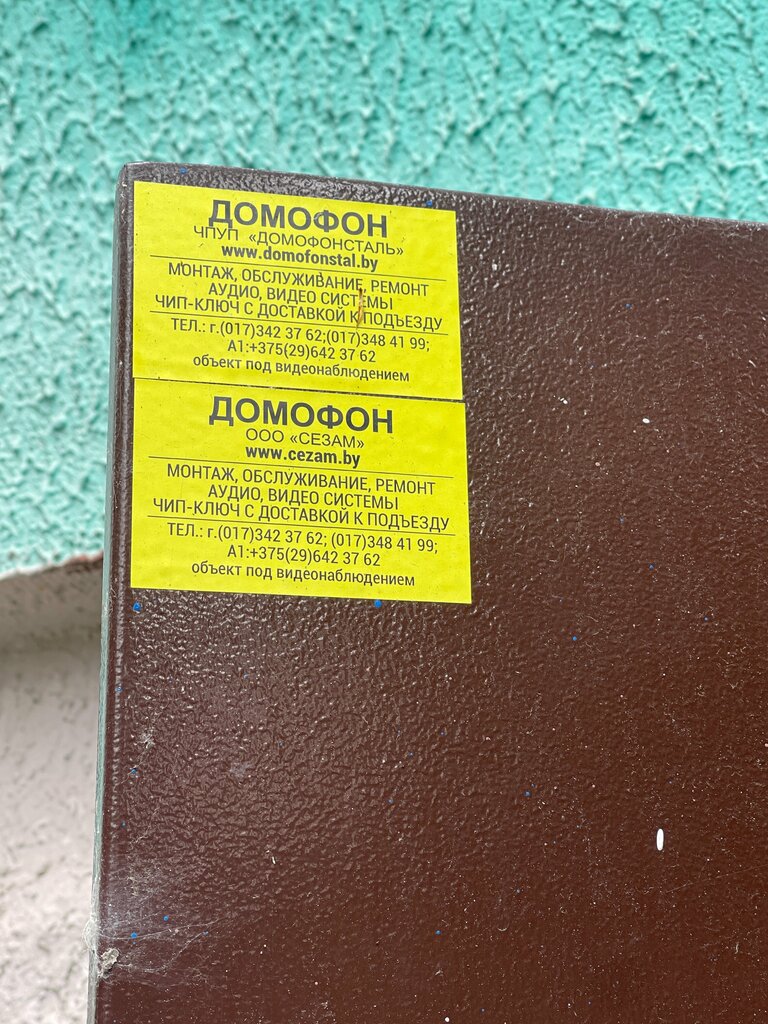 ДОМОФОН
ЧПУП «ДОМОФОНСТАЛЬ»
www.domofonstal.by
МОНТАЖ, ОБСЛУЖИВАНИЕ, РЕМОНТ
АУДИО, ВИДЕО СИСТЕМЫ
ЧИП-КЛЮЧ С ДОСТАВКОЙ К ПОДЪЕЗДУ
ТЕЛ.: г.(017)342 37 62;(017)348 41 99;
А1:+375(29)642 37 62
объект под видеонаблюдением
ДОМОФОН
ООО «СЕЗАМ»
www.cezam.by
МОНТАЖ, ОБСЛУЖИВАНИЕ, РЕМОНТ
АУДИО, ВИДЕО СИСТЕМЫ
ЧИП-КЛЮЧ С ДОСТАВКОЙ К ПОДЪЕЗДУ
ТЕЛ.: г.(017)342 37 62; (017)348 41 99;
А1:+375(29)642 37 62
объект под видеонаблюдением